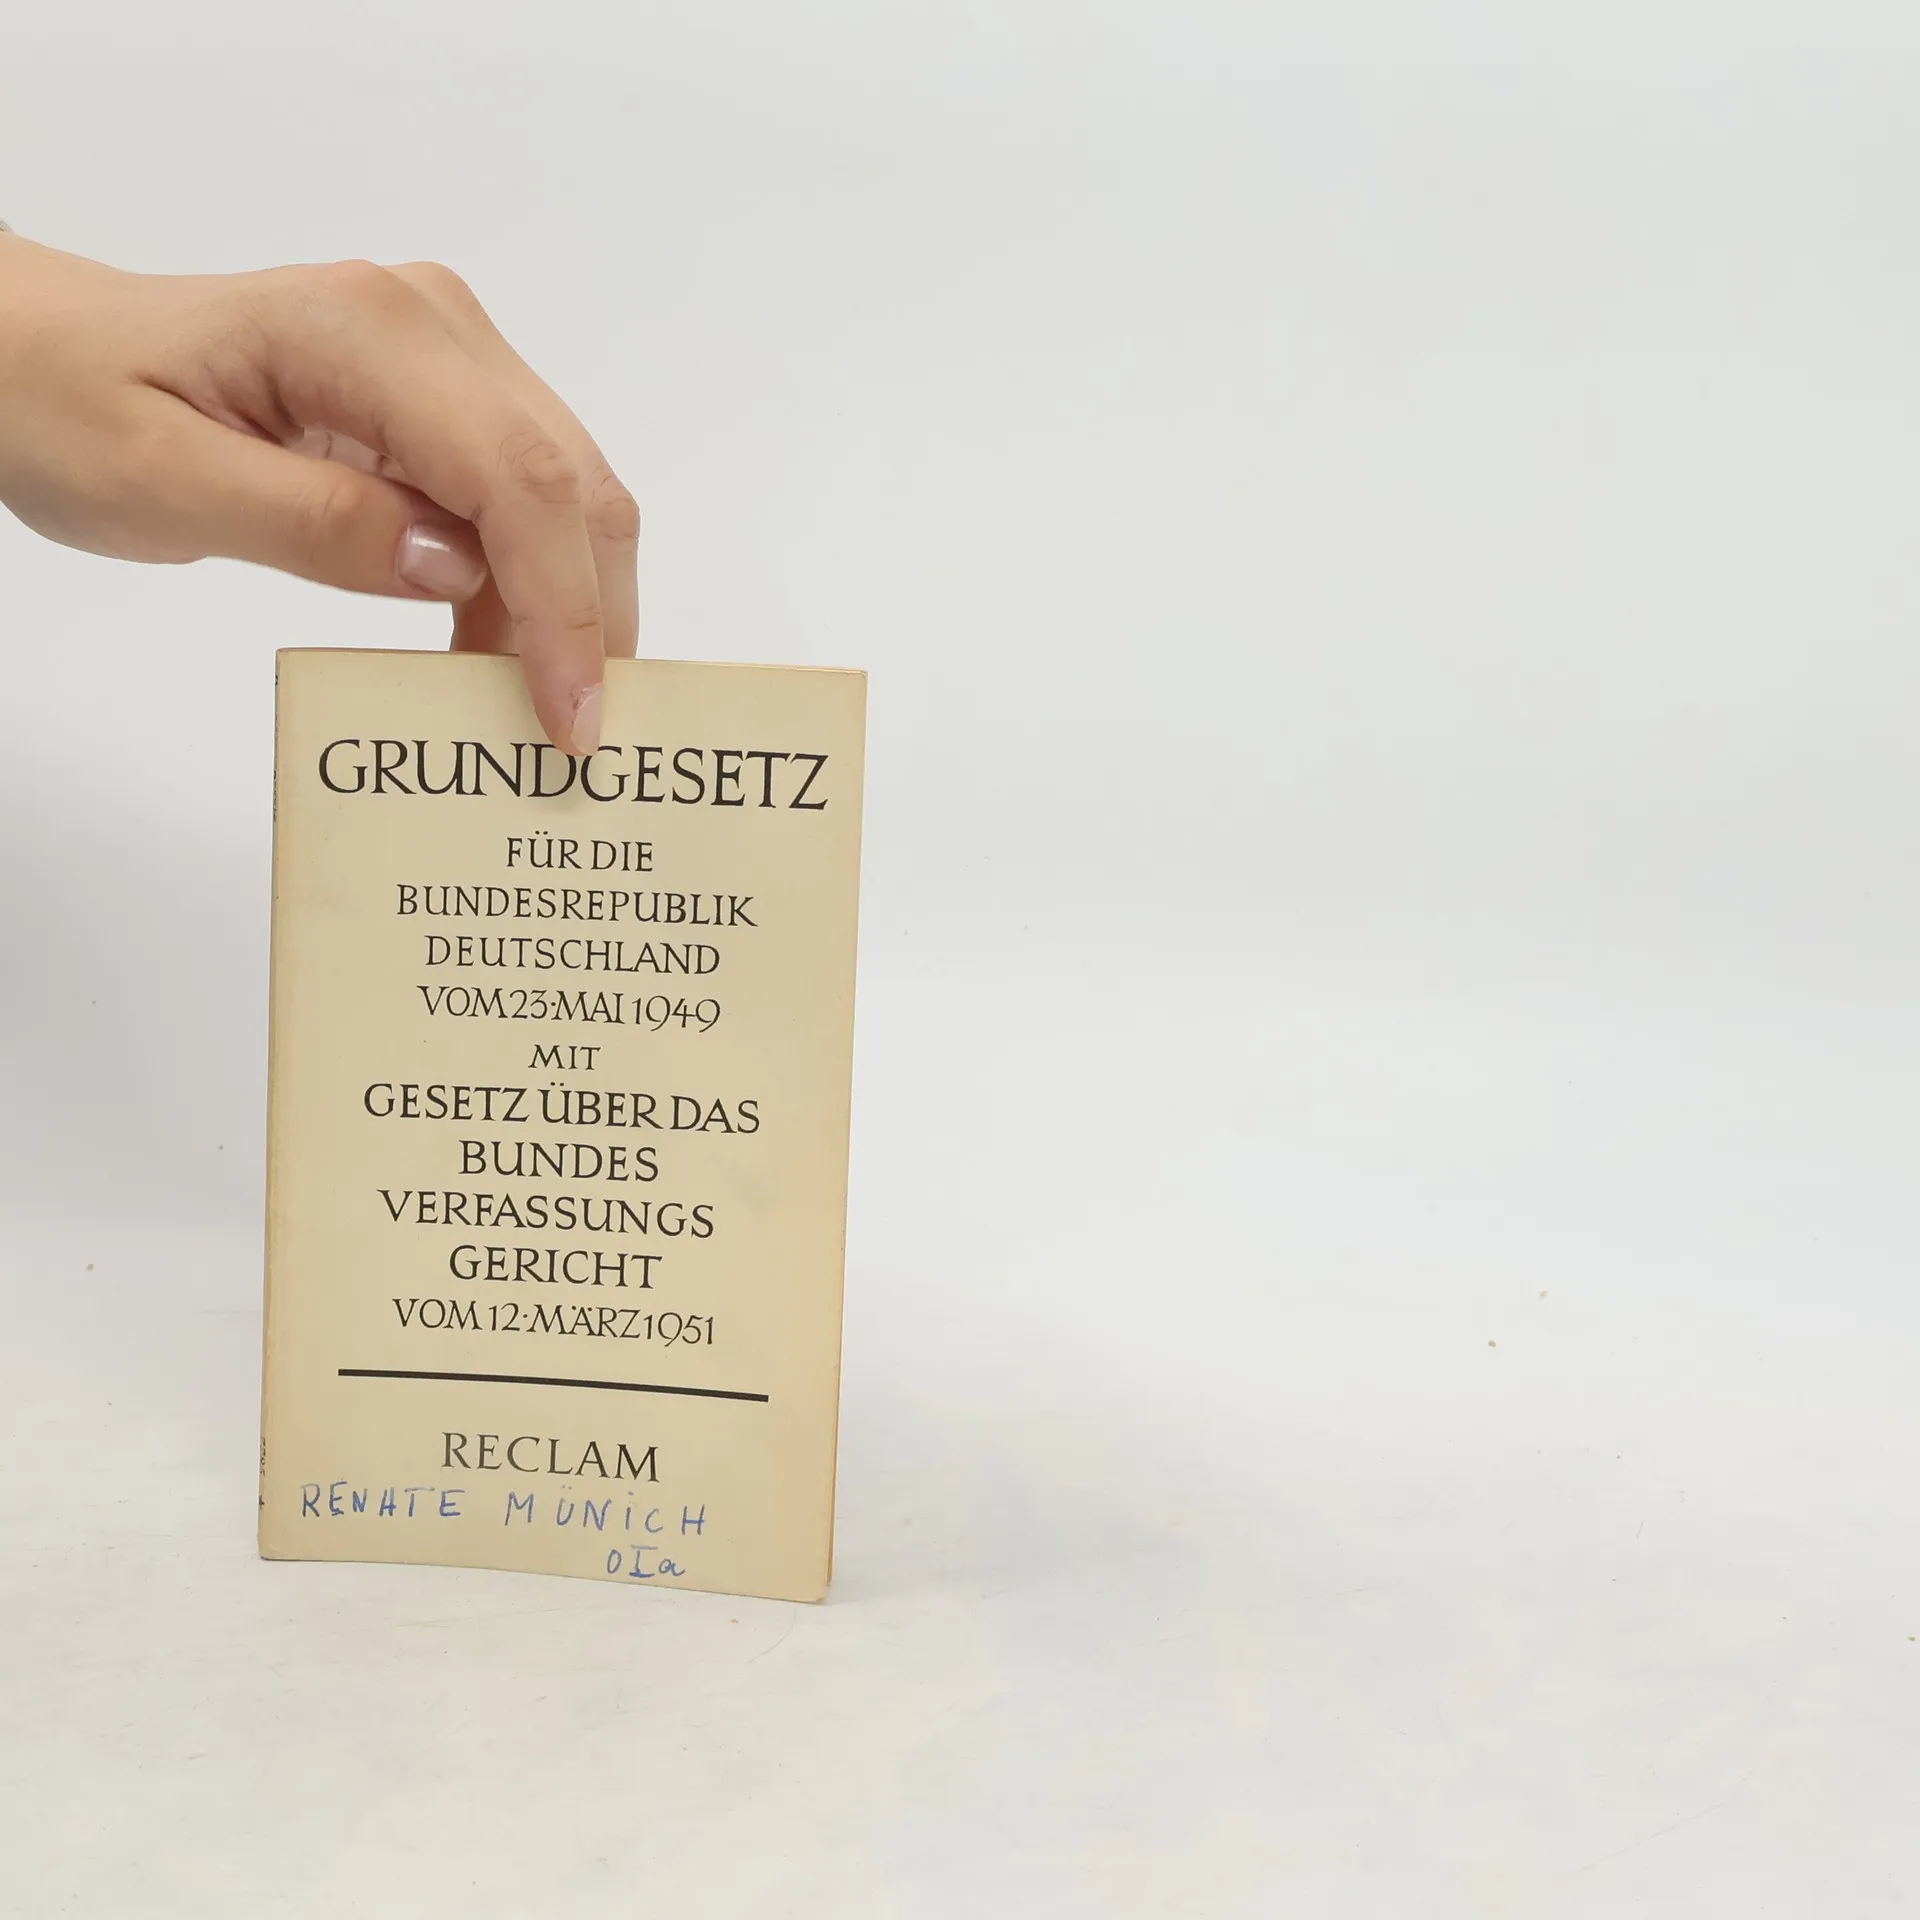 GRUNDGESETZ
FÜR DIE
BUNDESREPUBLIK
DEUTSCHLAND
VOM 23·MAI 1949
MIT
GESETZ ÜBER DAS
BUNDES
VERFASSUNGS
GERICHT
VOM 12·MÄRZ 1951
RECLAM
RENATE MÜNICH
OIa